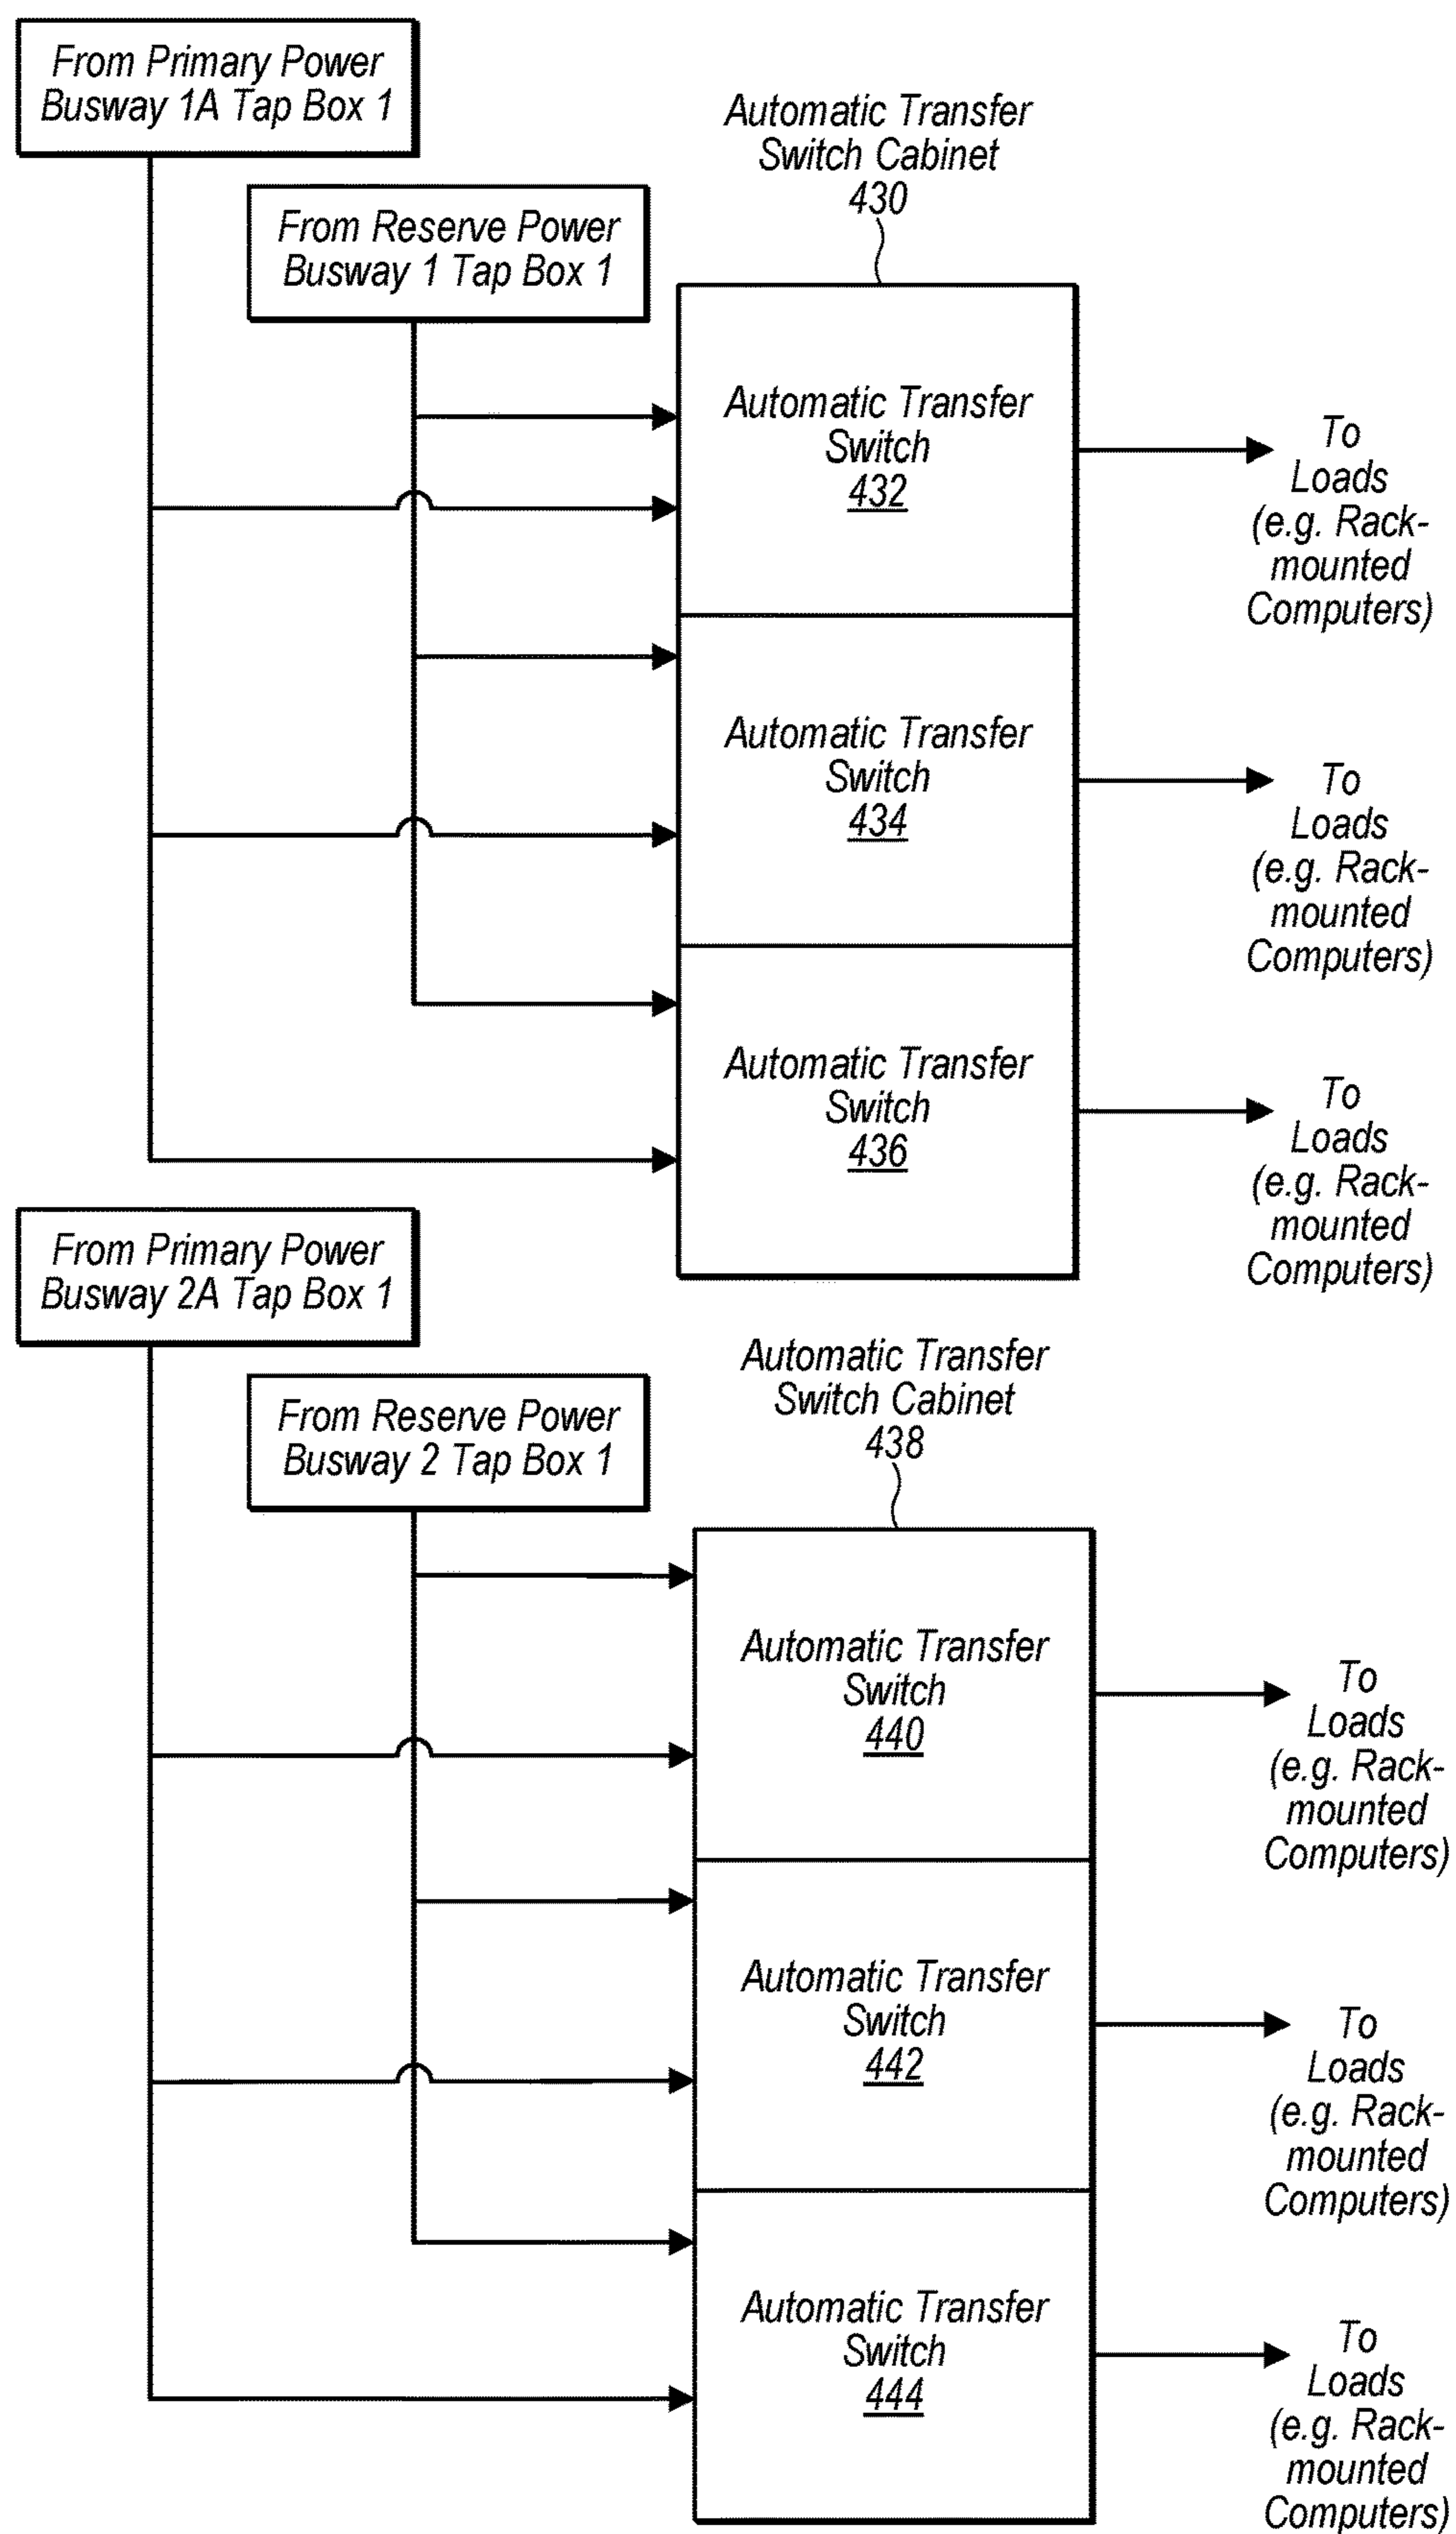 From Primary Power
Busway 1A Tap Box 1
Automatic Transfer
Switch Cabinet
430
From Reserve Power
Busway 1 Tap Box 1
Automatic Transfer
Switch
432
To
Loads
(e.g. Rack-
mounted
Computers)
Automatic Transfer
Switch
434
To
Loads
(e.g. Rack-
mounted
Computers)
Automatic Transfer
Switch
436
To
Loads
(e.g. Rack-
mounted
Computers)
From Primary Power
Busway 2A Tap Box 1
Automatic Transfer
Switch Cabinet
438
From Reserve Power
Busway 2 Tap Box 1
Automatic Transfer
Switch
440
To
Loads
(e.g. Rack-
mounted
Computers)
Automatic Transfer
Switch
442
To
Loads
(e.g. Rack-
mounted
Computers)
Automatic Transfer
Switch
444
To
Loads
(e.g. Rack-
mounted
Computers)